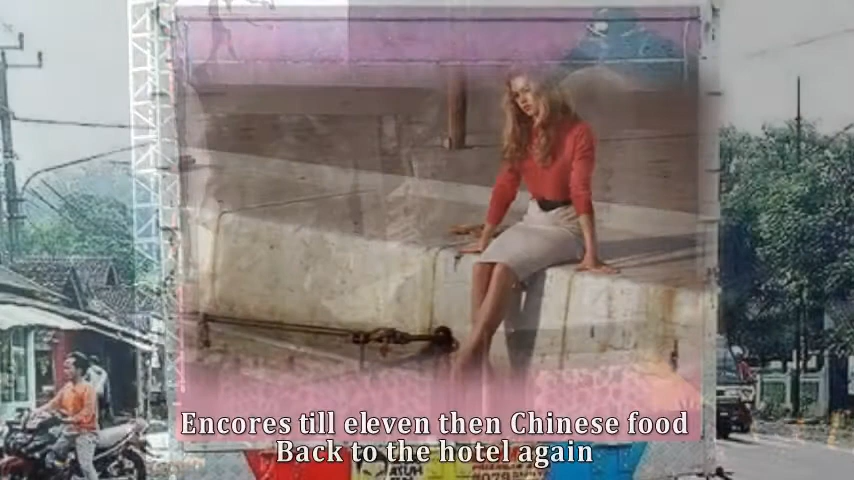 Encores till eleven then Chinese food
Back to the hotel again